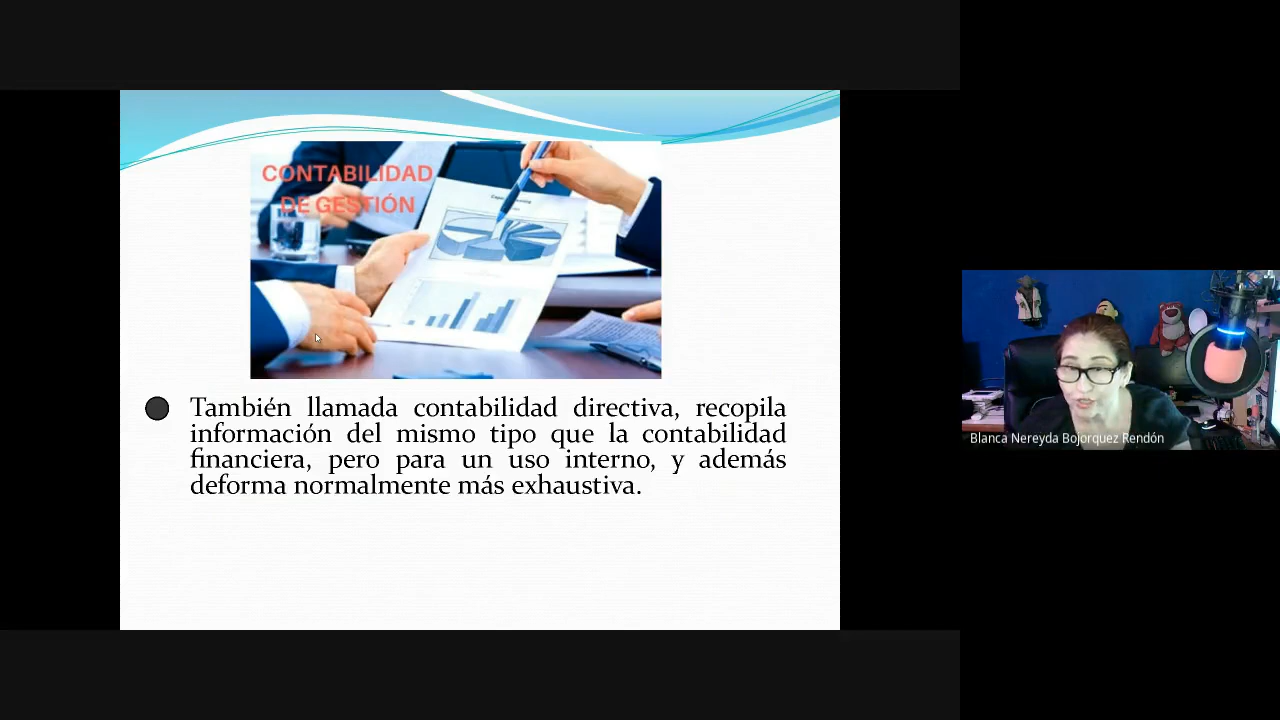 CONTABILIDAD
DE GESTIÓN
También llamada contabilidad directiva, recopila
información del mismo tipo que la contabilidad
financiera, pero para un uso interno, y además
deforma normalmente más exhaustiva.
Blanca Nereyda Bojorquez Rendón